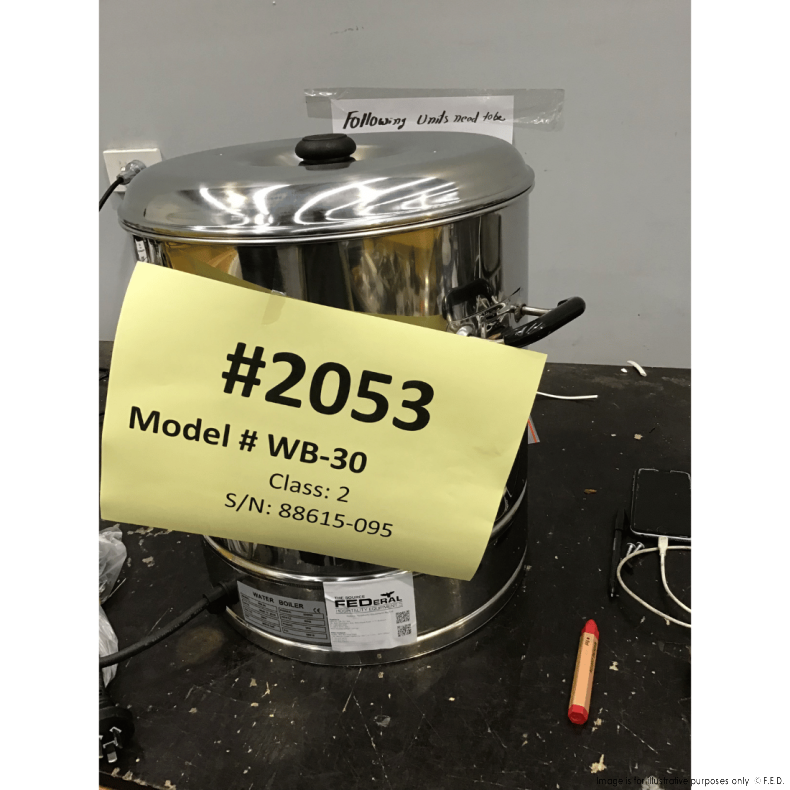 Following Units need to be
#2053
Model # WB-30
Class: 2
S/N: 88615-095
WATER BOILER
FEDERAL
Image is for illustrative purposes only © F.E.D.